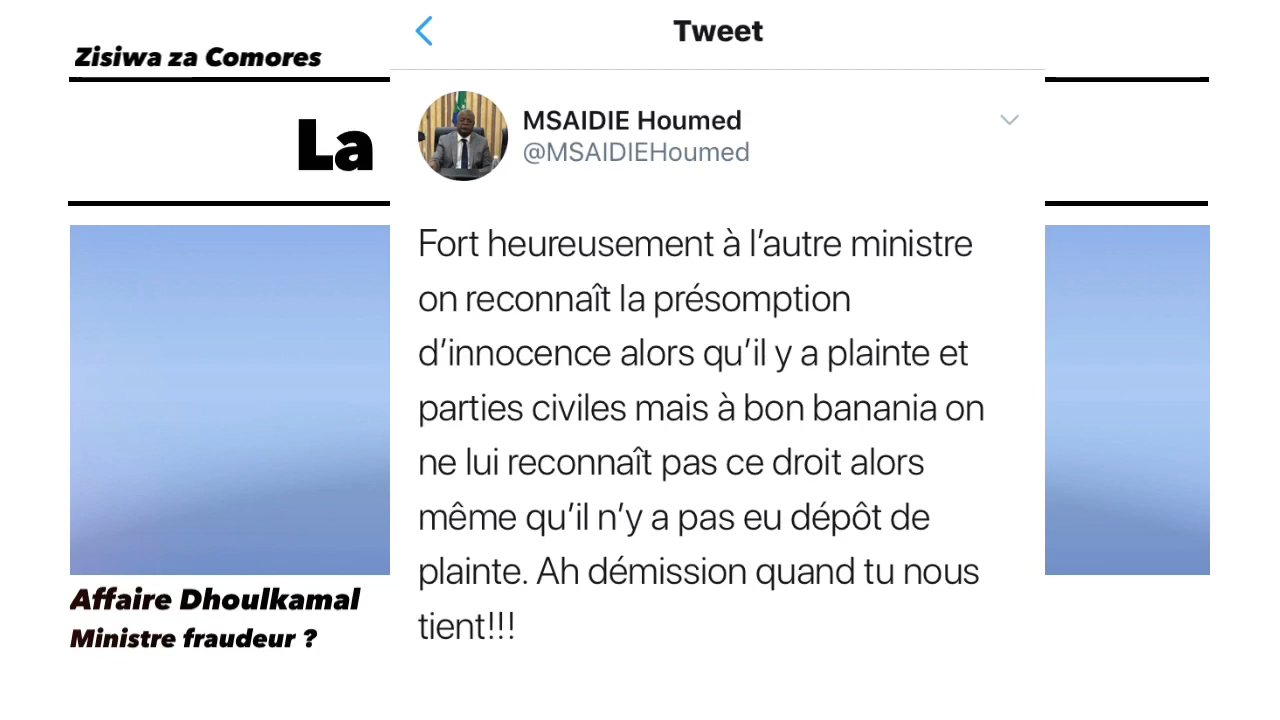 Zisiwa za Comores
La
Tweet
MSAIDIE Houmed
@MSAIDIEHoumed
Fort heureusement à l’autre ministre
on reconnaît la présomption
d’innocence alors qu’il y a plainte et
parties civiles mais à bon banania on
ne lui reconnaît pas ce droit alors
même qu’il n’y a pas eu dépôt de
plainte. Ah démission quand tu nous
tient!!!
Affaire Dhoulkamal
Ministre fraudeur ?